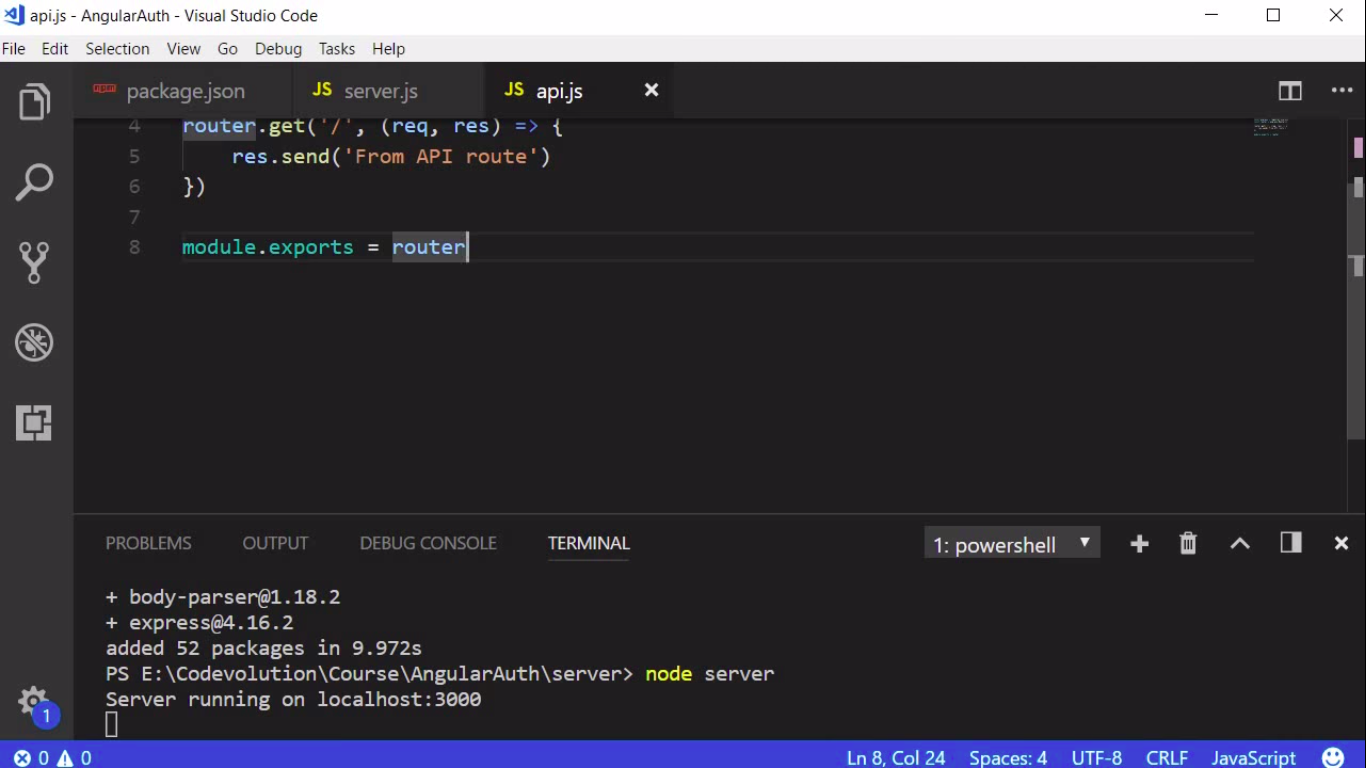 api.js - AngularAuth - Visual Studio Code
File Edit Selection View Go Debug Tasks Help
npm package.json JS server.js JS api.js
4 router.get('/', (req, res) => {
5 res.send('From API route')
6 })
7
8 module.exports = router
PROBLEMS OUTPUT DEBUG CONSOLE TERMINAL 1: powershell
+ body-parser@1.18.2
+ express@4.16.2
added 52 packages in 9.972s
PS E:\Codevolution\Course\AngularAuth\server> node server
Server running on localhost:3000
1
0 0 Ln 8, Col 24 Spaces: 4 UTF-8 CRLF JavaScript